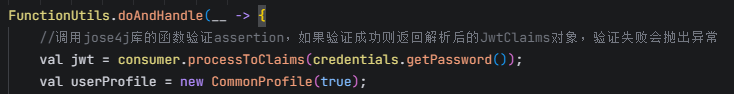 FunctionUtils.doAndHandle(__ -> {
//调用jose4j库的函数验证assertion，如果验证成功则返回解析后的JwtClaims对象，验证失败会抛出异常
val jwt = consumer.processToClaims(credentials.getPassword());
val userProfile = new CommonProfile(true);